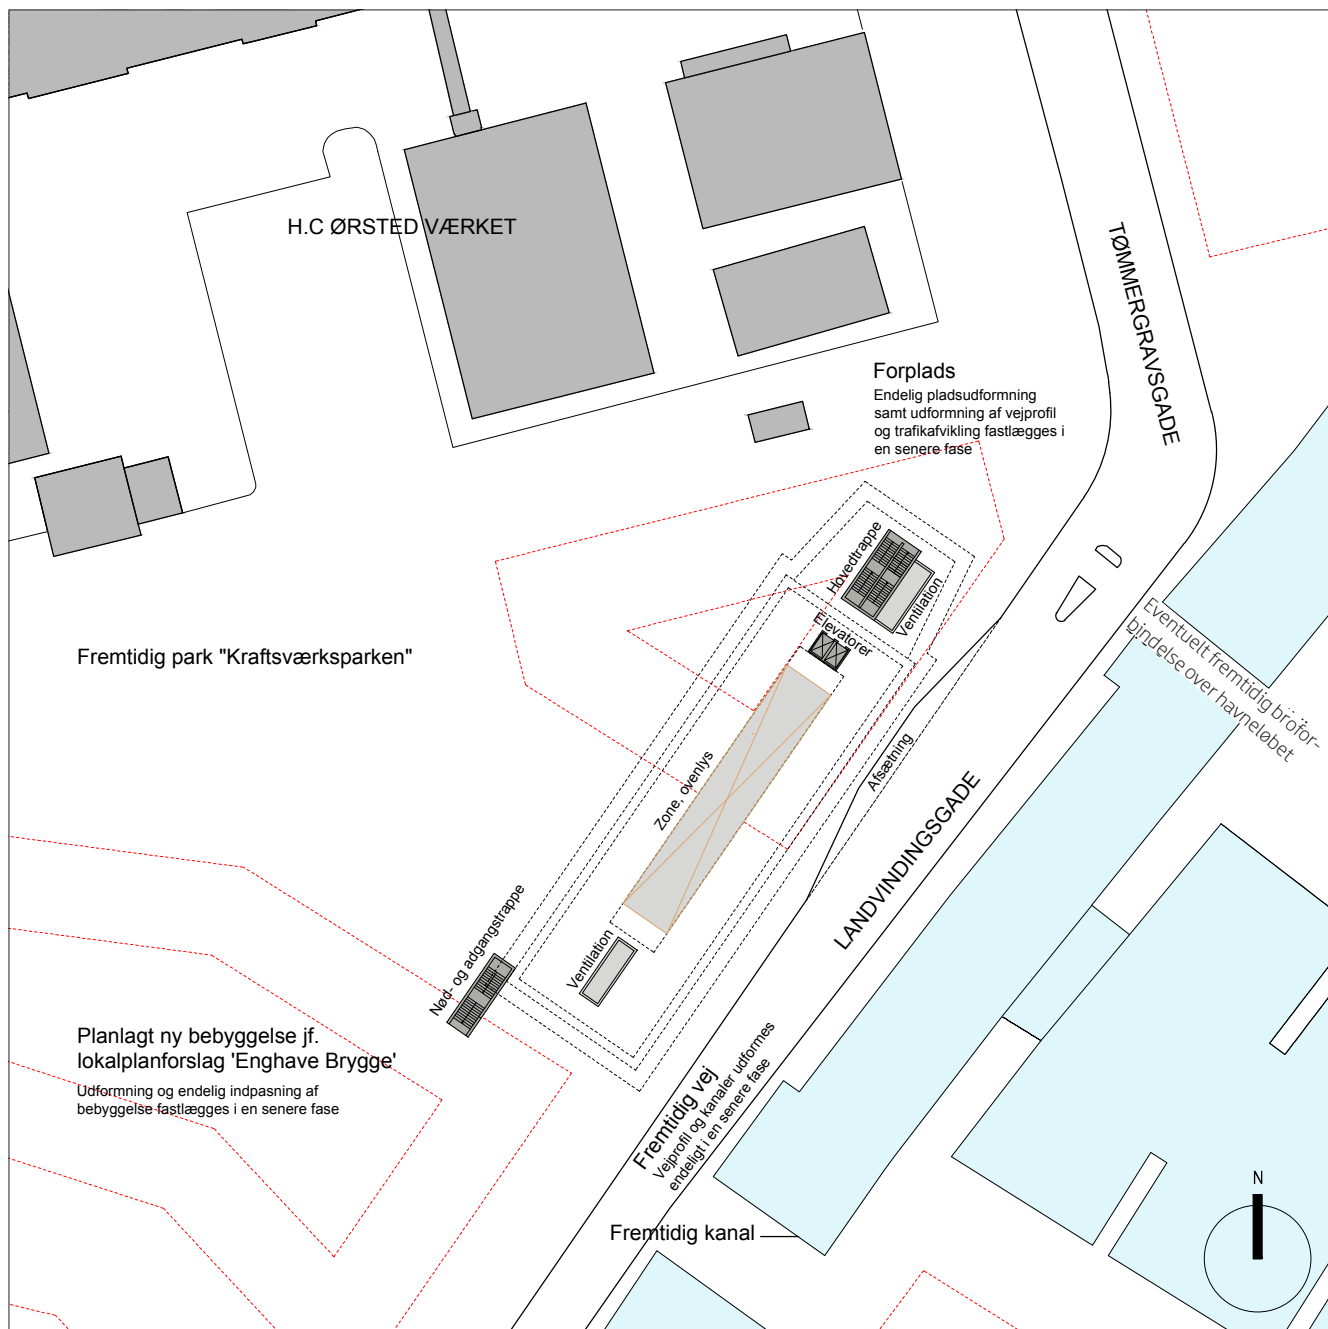 H.C ØRSTED VÆRKET
TØMMERGRAVSGADE
Forplads
Endelig pladsudformning
samt udformning af vejprofil
og trafikafvikling fastlægges i
en senere fase
Hovedtrappe
Ventilation
Elevatorer
Eventuelt fremtidig brofor-
bindelse over havneløbet
Fremtidig park "Kraftsværksparken"
Zone, ovenlys
Afsætning
LANDVINDINGSGADE
Nød- og adgangstrappe
Ventilation
Planlagt ny bebyggelse jf.
lokalplanforslag 'Enghave Brygge'
Udformning og endelig indpasning af
bebyggelse fastlægges i en senere fase
Fremtidig vej
Vejprofil og kanaler udformes
endeligt i en senere fase
Fremtidig kanal
N